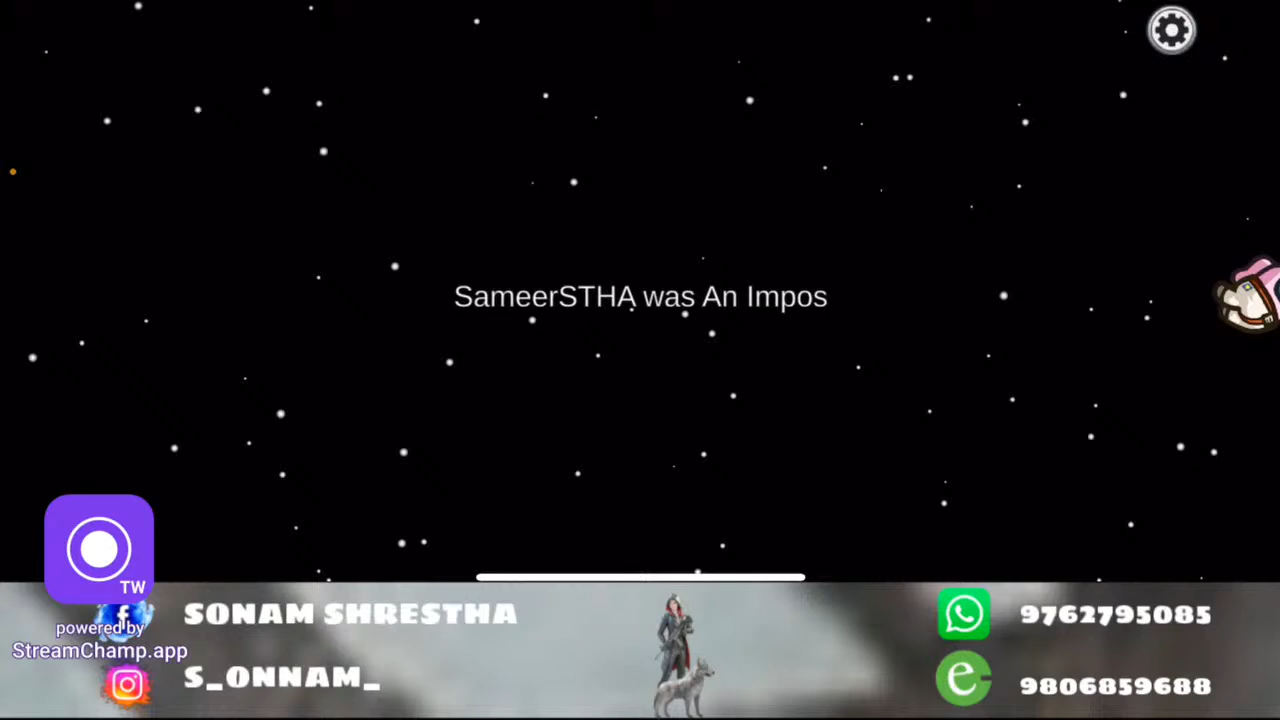 SameerSTHA was An Impos
TW
powered by
StreamChamp.app
SONAM SHRESTHA
S_ONNAM_
9762795085
9806859688